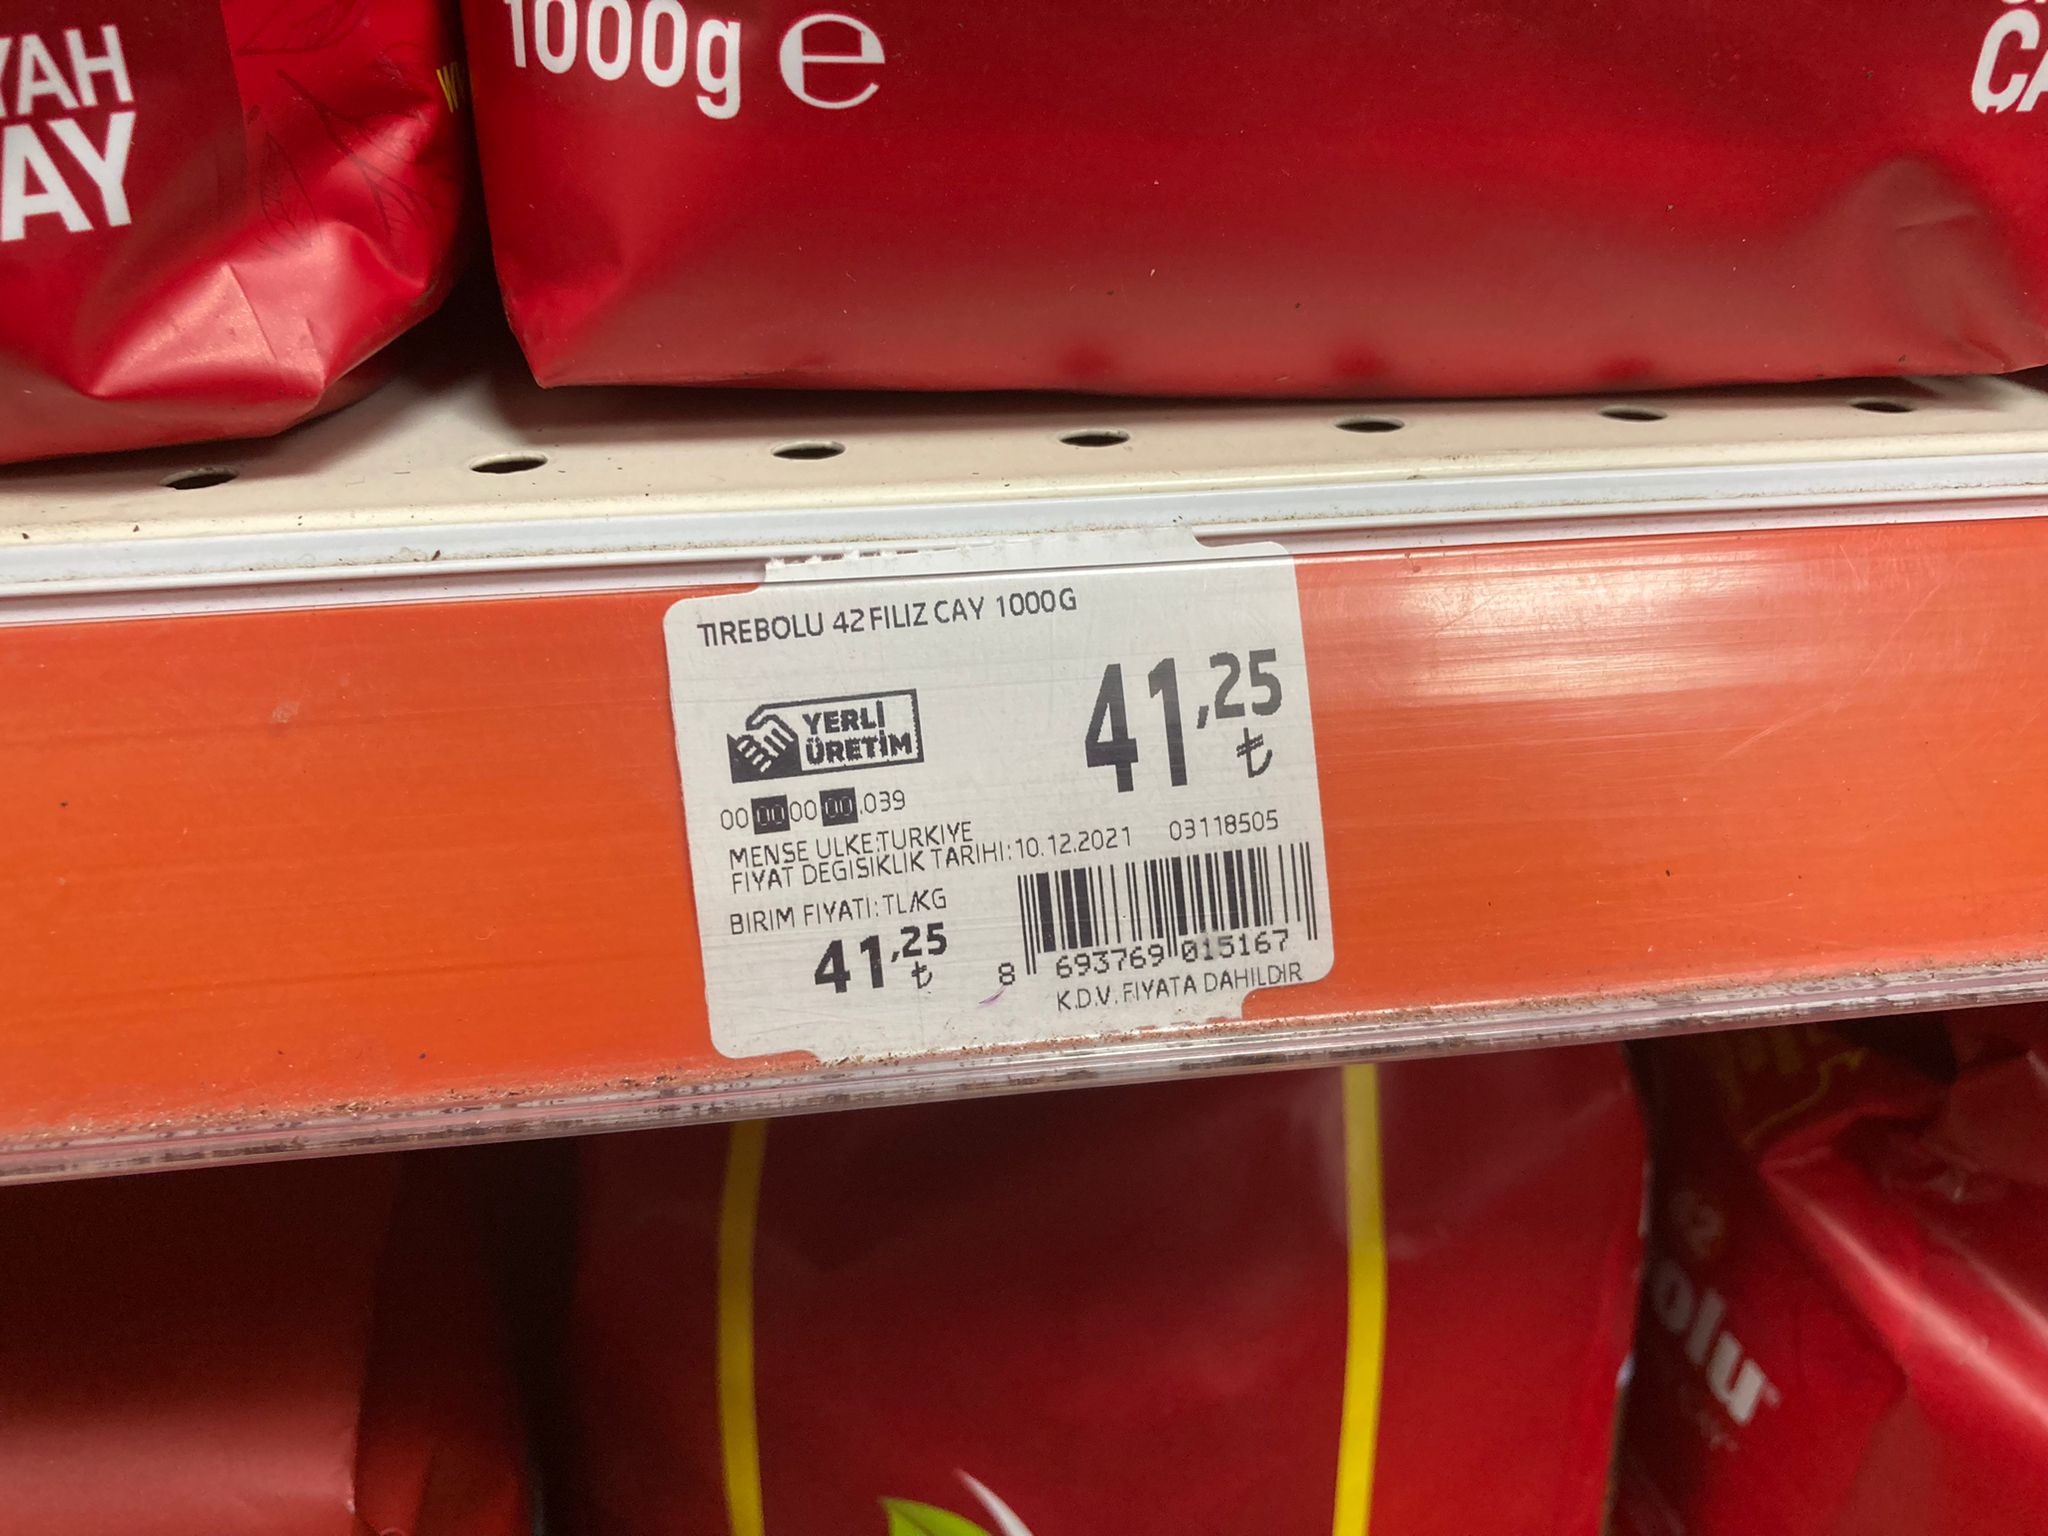 YAH
AY
1000g e
ÇA
TIREBOLU 42 FILIZ CAY 1000G
41,25
₺
YERLİ
ÜRETİM
00 00 00 00.039
MENSE ULKE:TURKIYE
FIYAT DEGISIKLIK TARIHI:10.12.2021
03118505
BIRIM FIYATI:TL/KG
41,25
₺
8 693769 015167
K.D.V. FIYATA DAHILDIR
42
olu